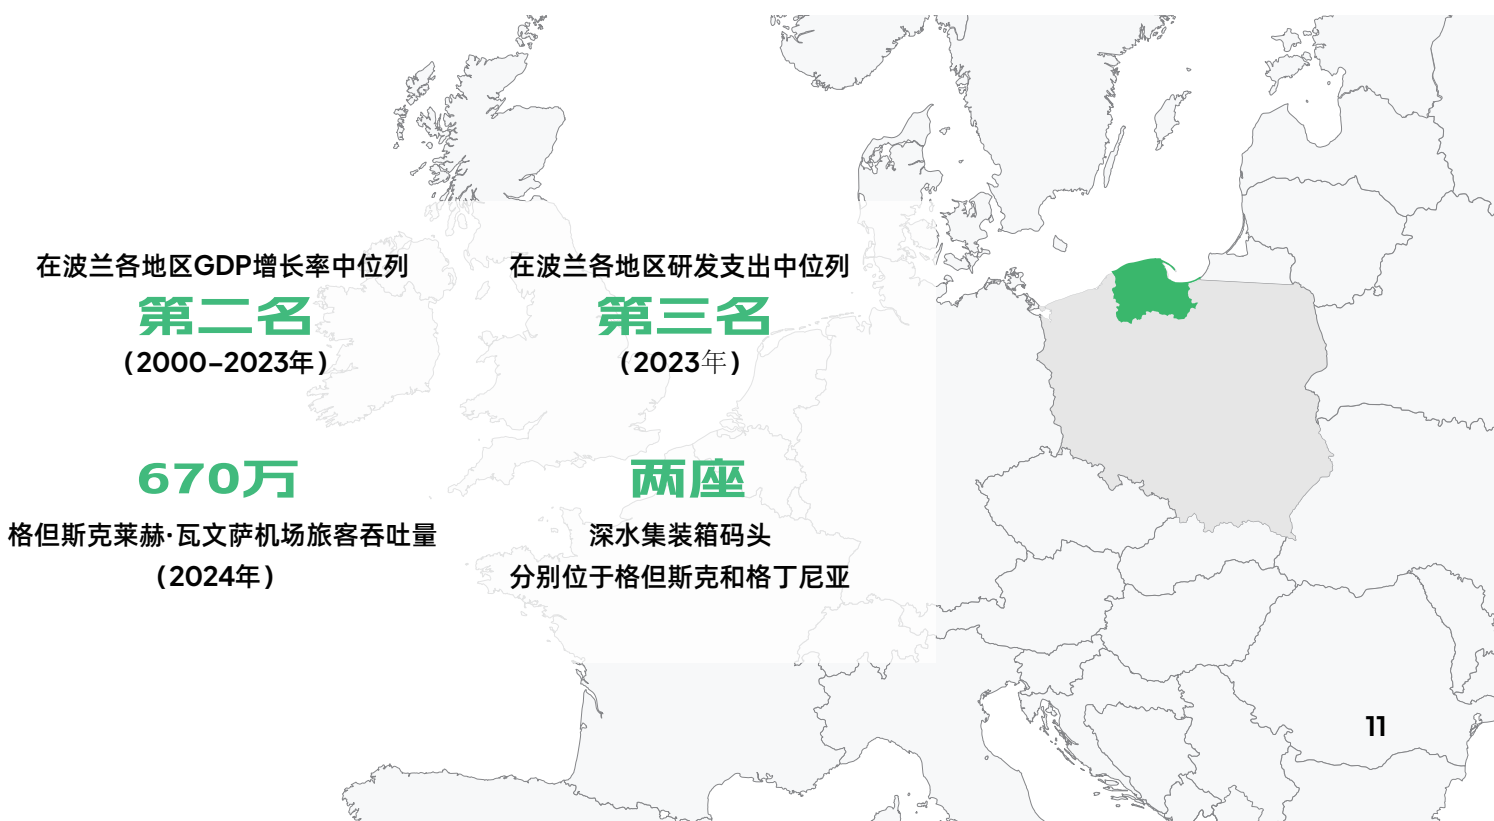 在波兰各地区GDP增长率中位列
第二名
（2000–2023年）
在波兰各地区研发支出中位列
第三名
（2023年）
670万
格但斯克莱赫·瓦文萨机场旅客吞吐量
（2024年）
两座
深水集装箱码头
分别位于格但斯克和格丁尼亚
11